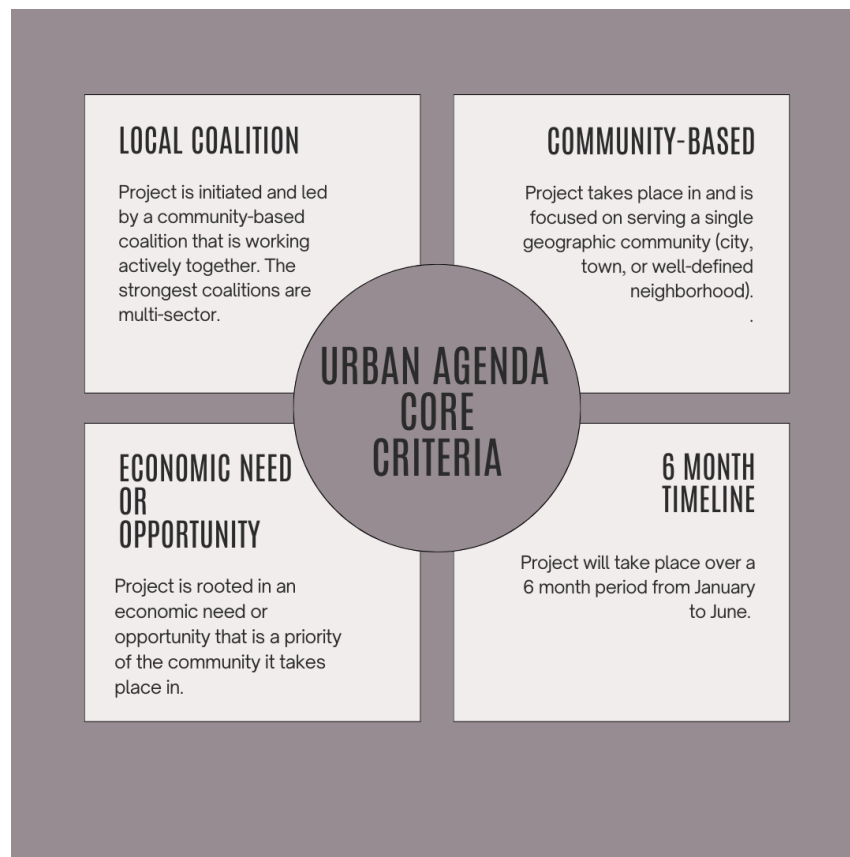 LOCAL COALITION
Project is initiated and led
by a community-based
coalition that is working
actively together. The
strongest coalitions are
multi-sector.
COMMUNITY-BASED
Project takes place in and is
focused on serving a single
geographic community (city,
town, or well-defined
neighborhood).
.
URBAN AGENDA
CORE
CRITERIA
ECONOMIC NEED
OR
OPPORTUNITY
Project is rooted in an
economic need or
opportunity that is a priority
of the community it takes
place in.
6 MONTH
TIMELINE
Project will take place over a
6 month period from January
to June.